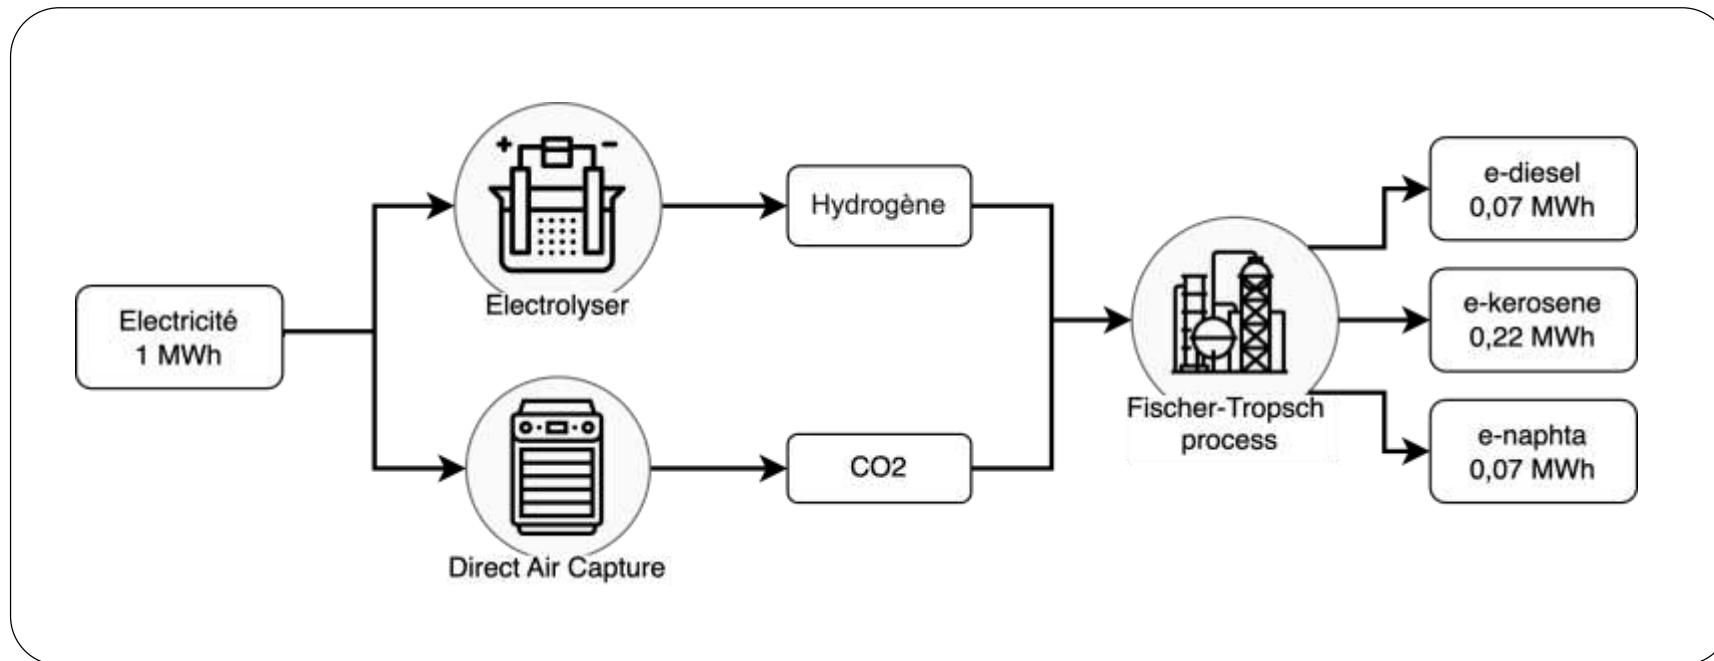 Electricité
1 MWh
+ −
Electrolyser
Direct Air Capture
Hydrogène
CO2
Fischer-Tropsch
process
e-diesel
0,07 MWh
e-kerosene
0,22 MWh
e-naphta
0,07 MWh